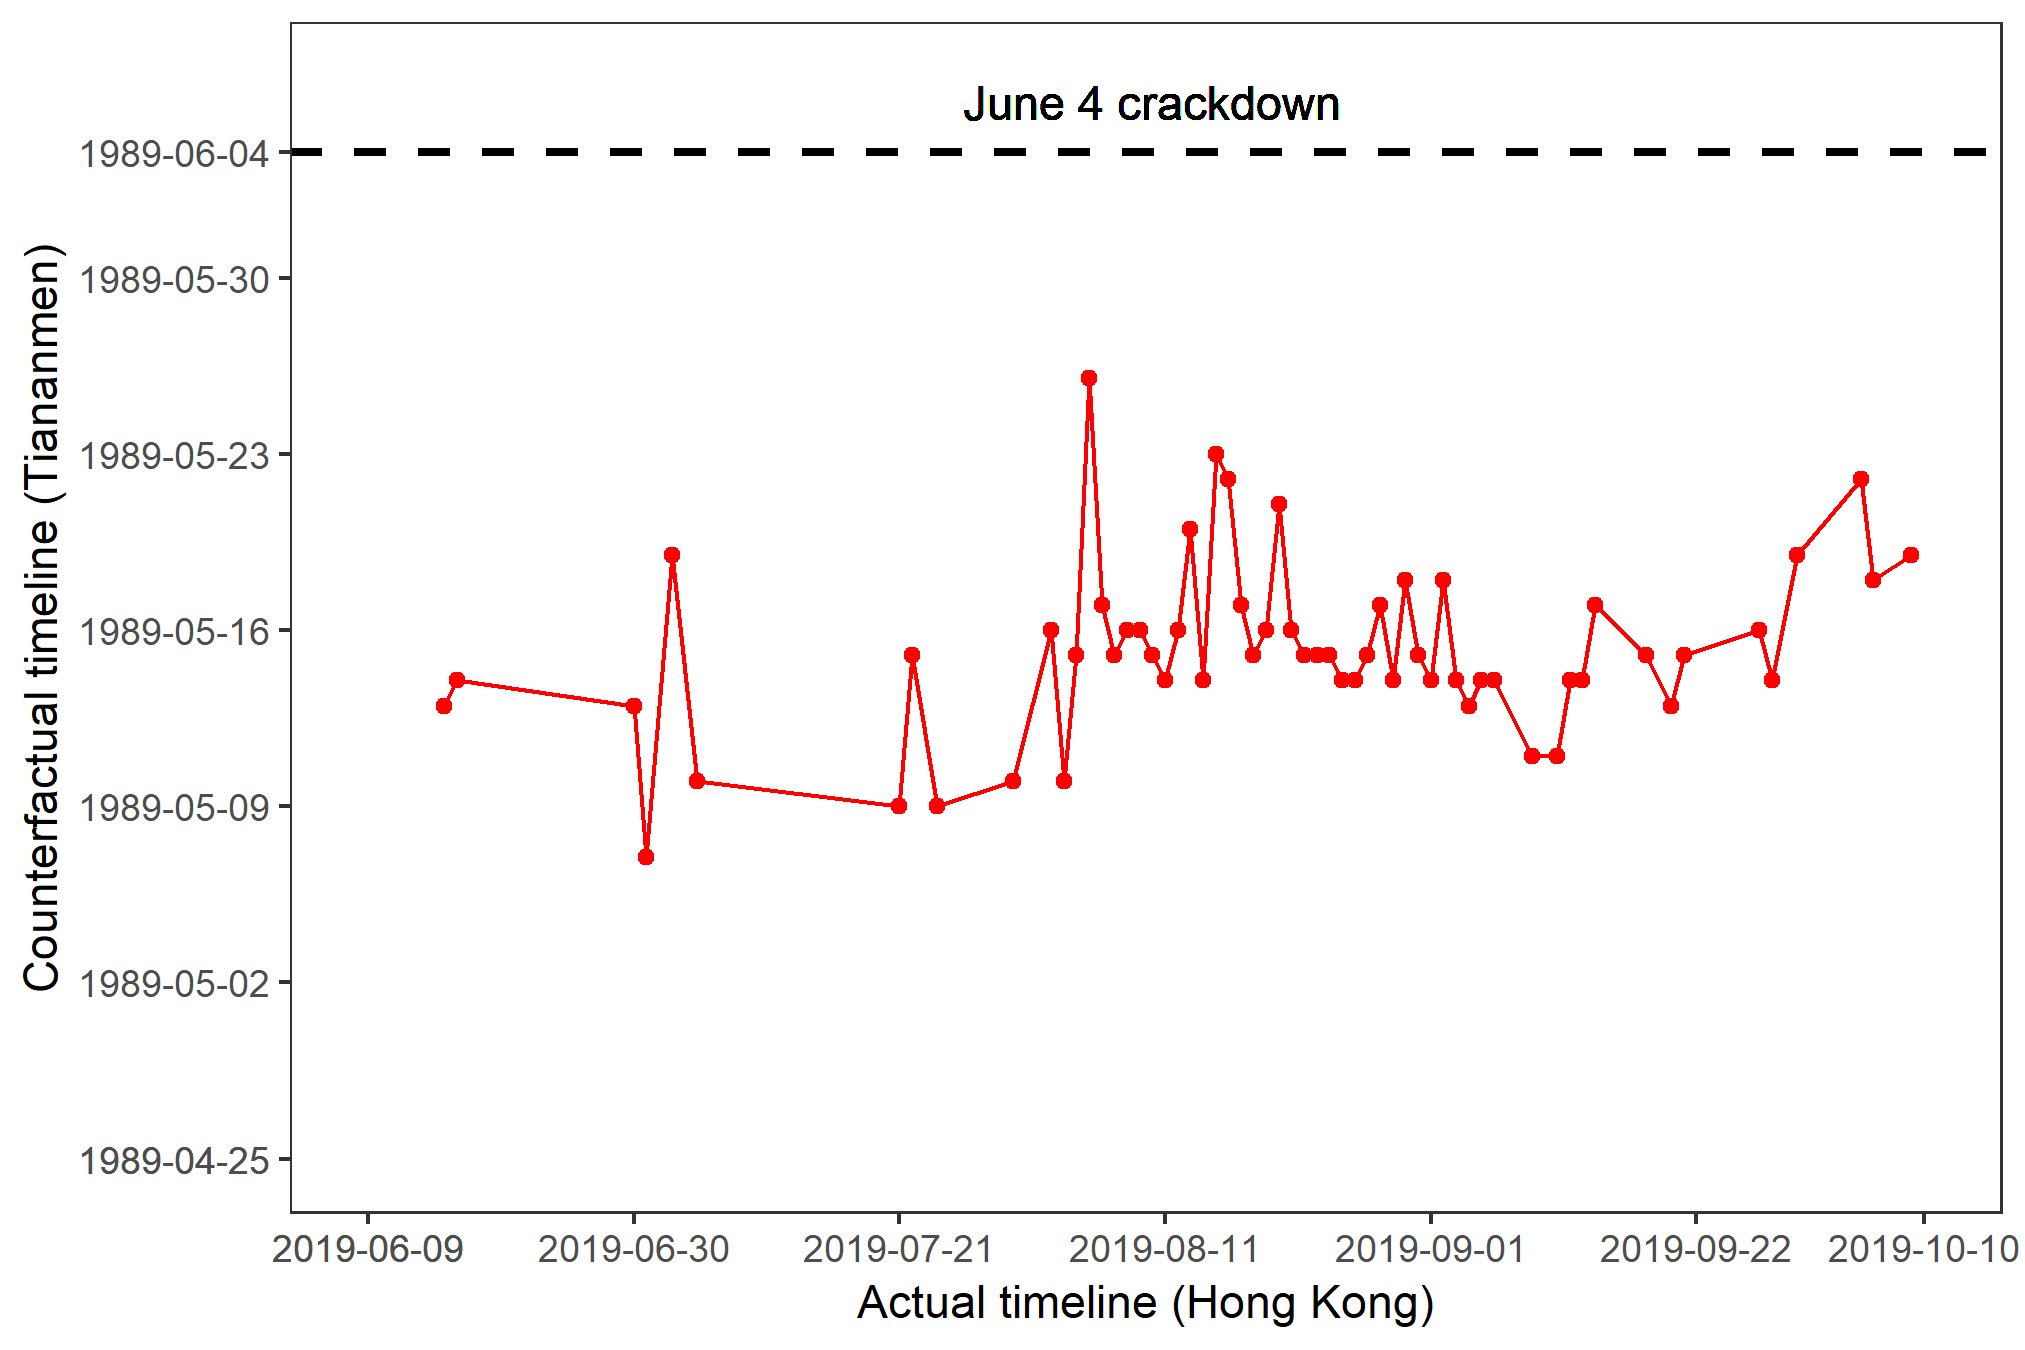 June 4 crackdown
1989-06-04
1989-05-30
1989-05-23
1989-05-16
1989-05-09
1989-05-02
1989-04-25
Counterfactual timeline (Tiananmen)
2019-06-09 2019-06-30 2019-07-21 2019-08-11 2019-09-01 2019-09-22 2019-10-10
Actual timeline (Hong Kong)